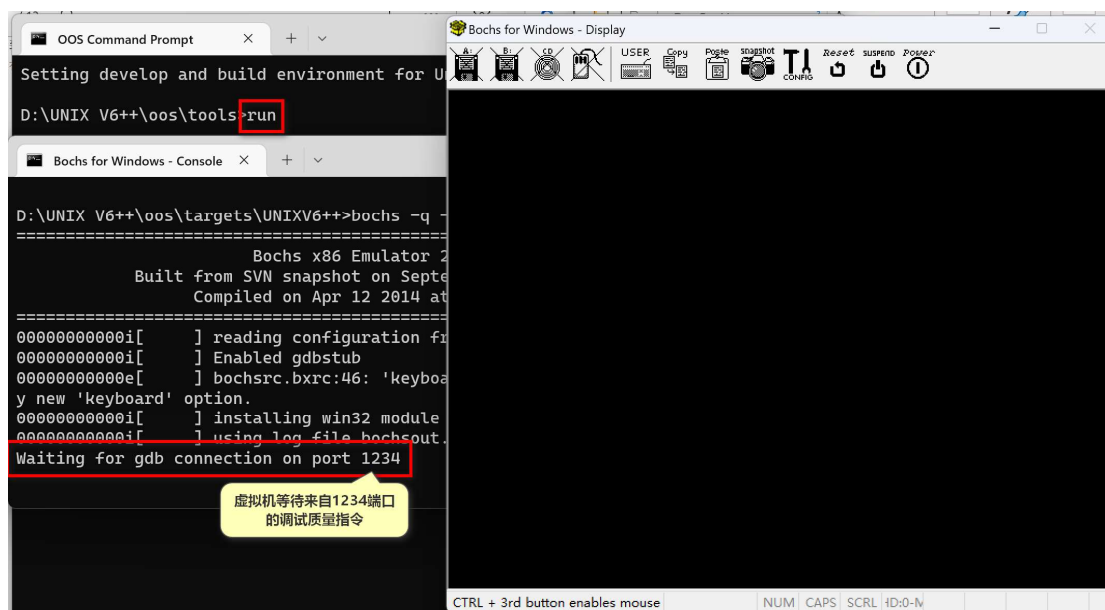 OOS Command Prompt
Setting develop and build environment for U
D:\UNIX V6++\oos\tools>run
Bochs for Windows - Console
D:\UNIX V6++\oos\targets\UNIXV6++>bochs -q -
Bochs x86 Emulator 2
Built from SVN snapshot on Septe
Compiled on Apr 12 2014 at
00000000000i[      ] reading configuration fr
00000000000i[      ] Enabled gdbstub
00000000000e[      ] bochsrc.bxrc:46: 'keyboa
y new 'keyboard' option.
00000000000i[      ] installing win32 module
00000000000i[      ] using log file bochsout.
Waiting for gdb connection on port 1234
虚拟机等待来自1234端口
的调试质量指令
Bochs for Windows - Display
A: B: CD USER Copy Paste snapshot CONFIG Reset SUSPEND Power
CTRL + 3rd button enables mouse
NUM CAPS SCRL HD:0-M